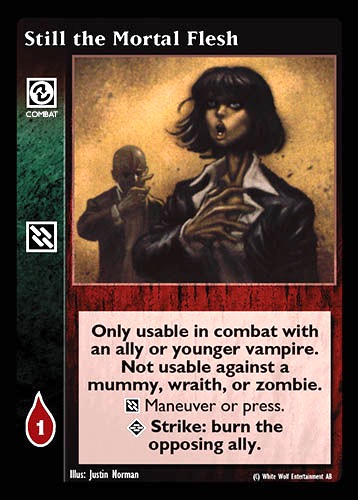 Still the Mortal Flesh
COMBAT
Only usable in combat with
an ally or younger vampire.
Not usable against a
mummy, wraith, or zombie.
Maneuver or press.
Strike: burn the
opposing ally.
1
Illus: Justin Norman
(C) White Wolf Entertainment AB